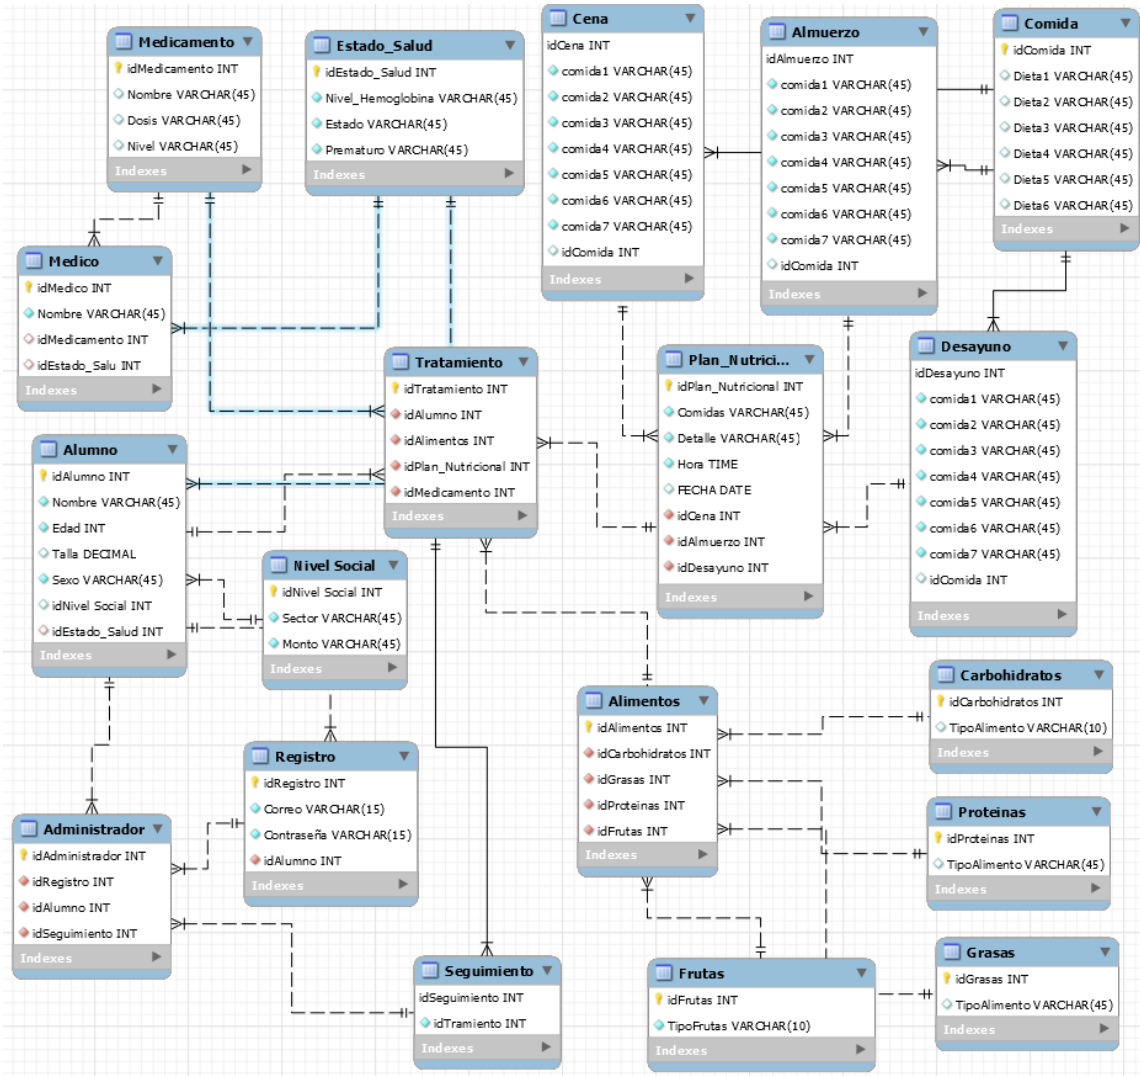 Medicamento
idMedicamento INT
Nombre VARCHAR(45)
Dosis VARCHAR(45)
Nivel VARCHAR(45)
Indexes
Estado_Salud
idEstado_Salud INT
Nivel_Hemoglobina VARCHAR(45)
Estado VARCHAR(45)
Prematuro VARCHAR(45)
Indexes
Cena
idCena INT
comida1 VARCHAR(45)
comida2 VARCHAR(45)
comida3 VARCHAR(45)
comida4 VARCHAR(45)
comida5 VARCHAR(45)
comida6 VARCHAR(45)
comida7 VARCHAR(45)
idComida INT
Indexes
Almuerzo
idAlmuerzo INT
comida1 VARCHAR(45)
comida2 VARCHAR(45)
comida3 VARCHAR(45)
comida4 VARCHAR(45)
comida5 VARCHAR(45)
comida6 VARCHAR(45)
comida7 VARCHAR(45)
idComida INT
Indexes
Comida
idComida INT
Dieta1 VARCHAR(45)
Dieta2 VARCHAR(45)
Dieta3 VARCHAR(45)
Dieta4 VARCHAR(45)
Dieta5 VARCHAR(45)
Dieta6 VARCHAR(45)
Indexes
Medico
idMedico INT
Nombre VARCHAR(45)
idMedicamento INT
idEstado_Salu INT
Indexes
Tratamiento
idTratamiento INT
idAlumno INT
idAlimentos INT
idPlan_Nutricional INT
idMedicamento INT
Indexes
Plan_Nutrici...
idPlan_Nutricional INT
Comidas VARCHAR(45)
Detalle VARCHAR(45)
Hora TIME
FECHA DATE
idCena INT
idAlmuerzo INT
idDesayuno INT
Indexes
Desayuno
idDesayuno INT
comida1 VARCHAR(45)
comida2 VARCHAR(45)
comida3 VARCHAR(45)
comida4 VARCHAR(45)
comida5 VARCHAR(45)
comida6 VARCHAR(45)
comida7 VARCHAR(45)
idComida INT
Indexes
Alumno
idAlumno INT
Nombre VARCHAR(45)
Edad INT
Talla DECIMAL
Sexo VARCHAR(45)
idNivel Social INT
idEstado_Salud INT
Indexes
Nivel Social
idNivel Social INT
Sector VARCHAR(45)
Monto VARCHAR(45)
Indexes
Registro
idRegistro INT
Correo VARCHAR(15)
Contraseña VARCHAR(15)
idAlumno INT
Indexes
Alimentos
idAlimentos INT
idCarbohidratos INT
idGrasas INT
idProteinas INT
idFrutas INT
Indexes
Carbohidratos
idCarbohidratos INT
TipoAlimento VARCHAR(10)
Indexes
Proteinas
idProteinas INT
TipoAlimento VARCHAR(45)
Indexes
Administrador
idAdministrador INT
idRegistro INT
idAlumno INT
idSeguimiento INT
Indexes
Seguimiento
idSeguimiento INT
idTramiento INT
Indexes
Frutas
idFrutas INT
TipoFrutas VARCHAR(10)
Indexes
Grasas
idGrasas INT
TipoAlimento VARCHAR(45)
Indexes